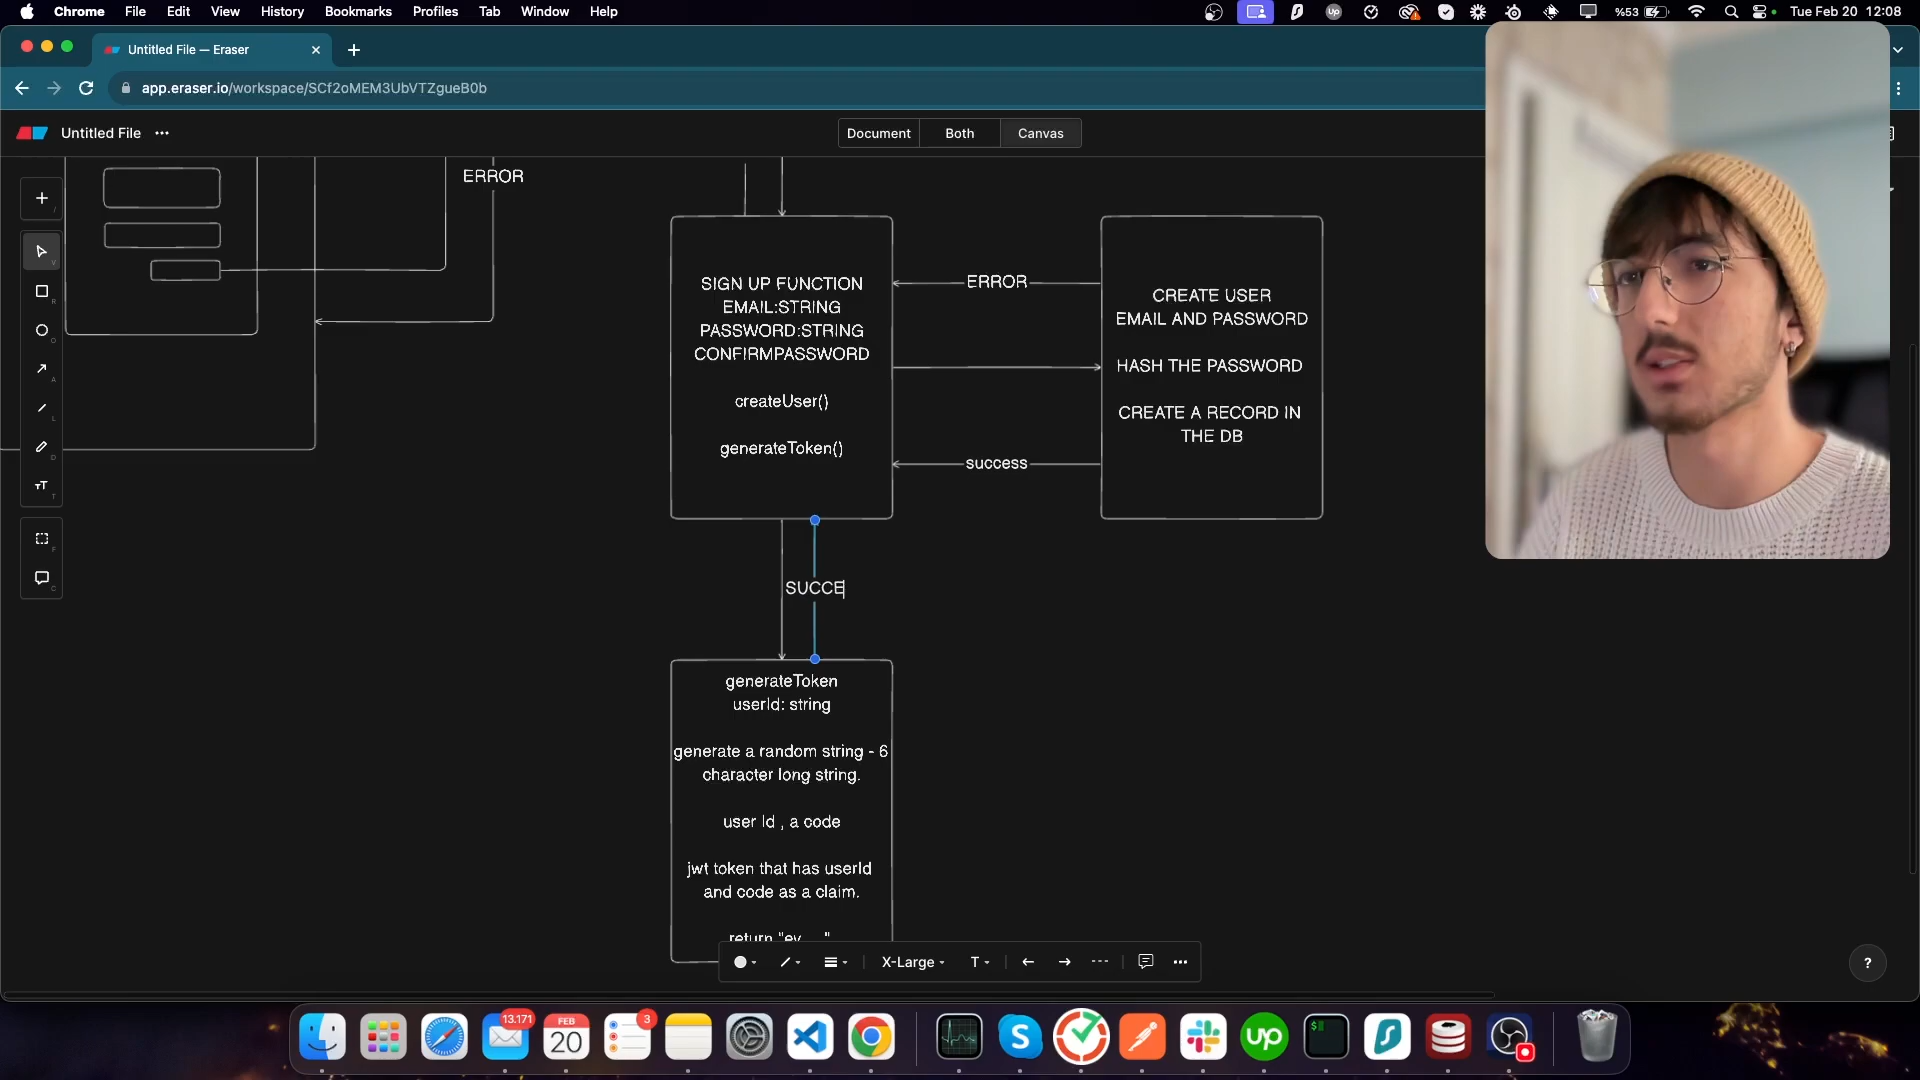 Chrome File Edit View History Bookmarks Profiles Tab Window Help
%53
Tue Feb 20 12:08
Untitled File — Eraser
app.eraser.io/workspace/SCf2oMEM3UbVTZgueB0b
Untitled File
Document Both Canvas
ERROR
SIGN UP FUNCTION
EMAIL:STRING
PASSWORD:STRING
CONFIRMPASSWORD
createUser()
generateToken()
ERROR
success
CREATE USER
EMAIL AND PASSWORD
HASH THE PASSWORD
CREATE A RECORD IN
THE DB
SUCCE
generateToken
userId: string
generate a random string - 6
character long string.
user Id , a code
jwt token that has userId
and code as a claim.
return "ey..."
X-Large
T
?
13.171
FEB
20
3